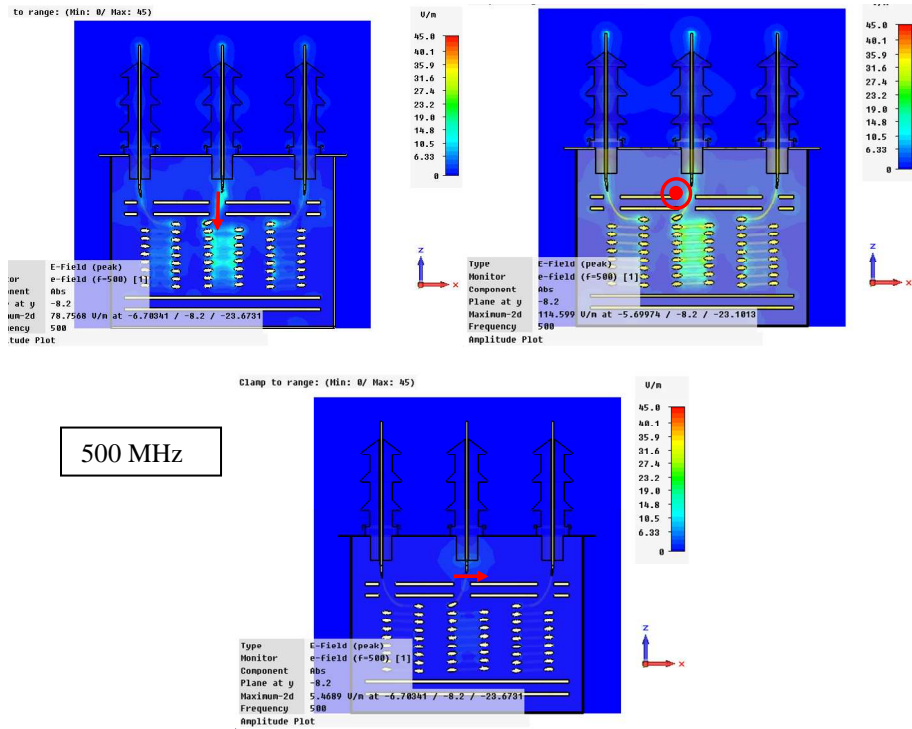 to range: (Min: 0/ Max: 45)
V/m
45.0
40.1
35.9
31.6
27.4
23.2
19.0
14.8
10.5
6.33
0
z
x
E-Field (peak)
e-field (f=500) [1]
Abs
at y -8.2
78.7568 V/m at -6.70341 / -8.2 / -23.6731
500
Plot
V/m
45.0
40.1
35.9
31.6
27.4
23.2
19.0
14.8
10.5
6.33
0
z
x
Type E-Field (peak)
Monitor e-field (f=500) [1]
Component Abs
Plane at y -8.2
Maximum-2d 114.599 V/m at -5.69974 / -8.2 / -23.1013
Frequency 500
Amplitude Plot
500 MHz
Clamp to range: (Min: 0/ Max: 45)
V/m
45.0
40.1
35.9
31.6
27.4
23.2
19.0
14.8
10.5
6.33
0
z
x
Type E-Field (peak)
Monitor e-field (f=500) [1]
Component Abs
Plane at y -8.2
Maximum-2d 5.4689 V/m at -6.70341 / -8.2 / -23.6731
Frequency 500
Amplitude Plot